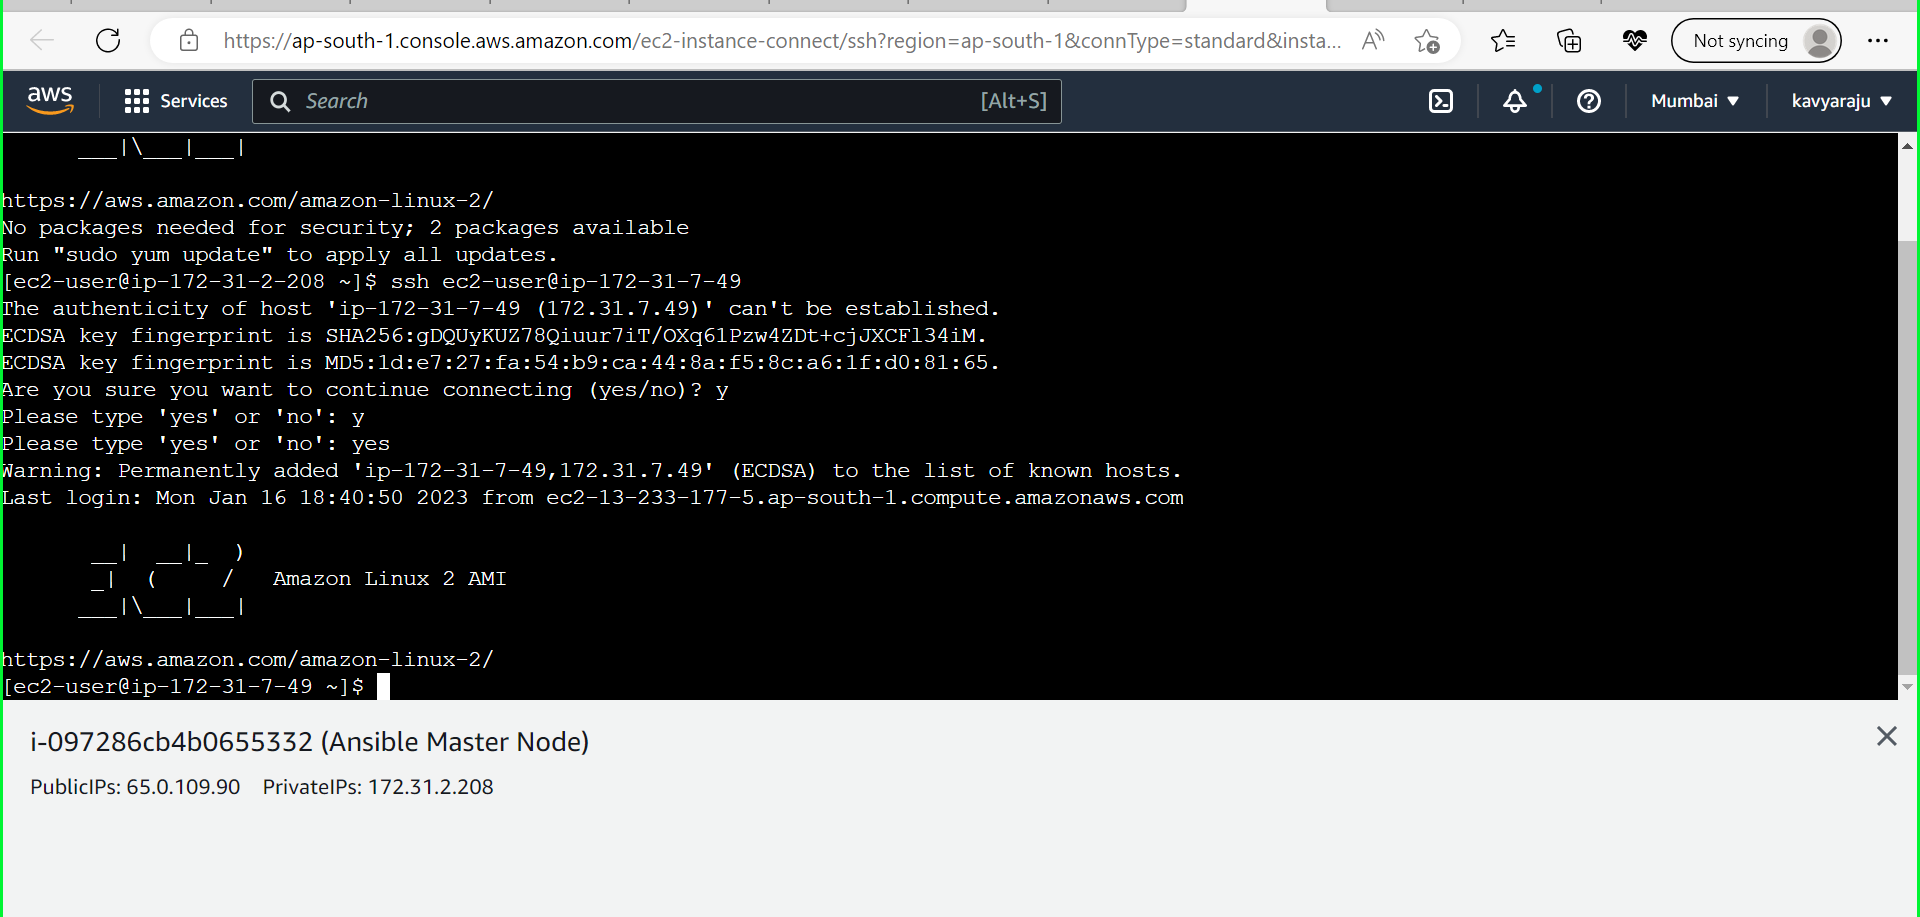 https://ap-south-1.console.aws.amazon.com/ec2-instance-connect/ssh?region=ap-south-1&connType=standard&insta...
Not syncing
aws
Services
Search
[Alt+S]
Mumbai
kavyaraju
___|\___|___|
https://aws.amazon.com/amazon-linux-2/
No packages needed for security; 2 packages available
Run "sudo yum update" to apply all updates.
[ec2-user@ip-172-31-2-208 ~]$ ssh ec2-user@ip-172-31-7-49
The authenticity of host 'ip-172-31-7-49 (172.31.7.49)' can't be established.
ECDSA key fingerprint is SHA256:gDQUyKUZ78Qiuur7iT/OXq61Pzw4ZDt+cjJXCFl34iM.
ECDSA key fingerprint is MD5:1d:e7:27:fa:54:b9:ca:44:8a:f5:8c:a6:1f:d0:81:65.
Are you sure you want to continue connecting (yes/no)? y
Please type 'yes' or 'no': y
Please type 'yes' or 'no': yes
Warning: Permanently added 'ip-172-31-7-49,172.31.7.49' (ECDSA) to the list of known hosts.
Last login: Mon Jan 16 18:40:50 2023 from ec2-13-233-177-5.ap-south-1.compute.amazonaws.com
__|  __|_  )
_|  (     /   Amazon Linux 2 AMI
___|\___|___|
https://aws.amazon.com/amazon-linux-2/
[ec2-user@ip-172-31-7-49 ~]$
i-097286cb4b0655332 (Ansible Master Node)
PublicIPs: 65.0.109.90 PrivateIPs: 172.31.2.208